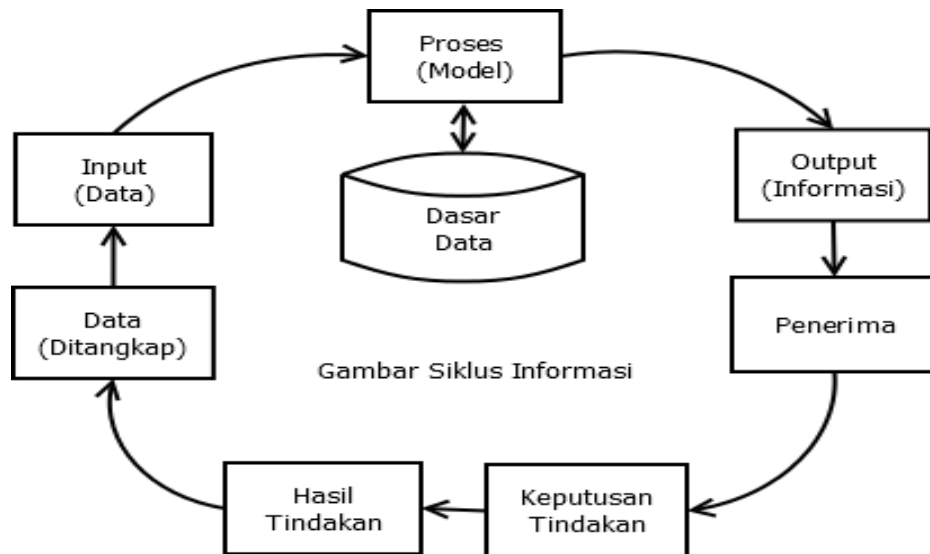 Proses
(Model)
Input
(Data)
Output
(Informasi)
Dasar
Data
Data
(Ditangkap)
Penerima
Gambar Siklus Informasi
Hasil
Tindakan
Keputusan
Tindakan